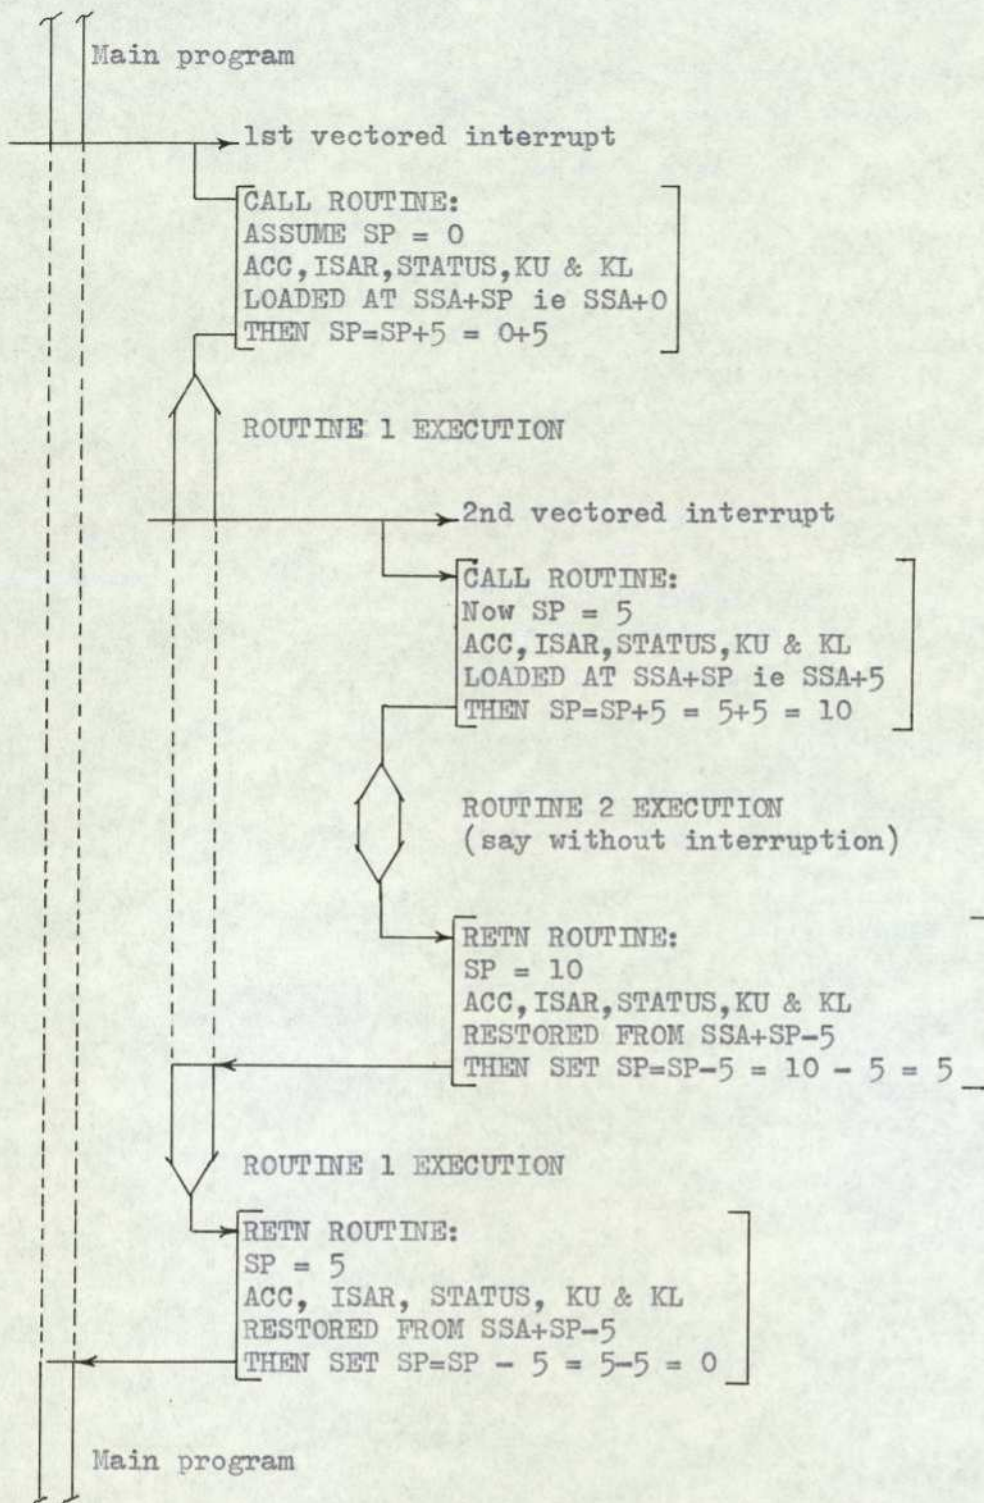 Main program
1st vectored interrupt
CALL ROUTINE:
ASSUME SP = 0
ACC,ISAR,STATUS,KU & KL
LOADED AT SSA+SP ie SSA+0
THEN SP=SP+5 = 0+5
ROUTINE 1 EXECUTION
2nd vectored interrupt
CALL ROUTINE:
Now SP = 5
ACC,ISAR,STATUS,KU & KL
LOADED AT SSA+SP ie SSA+5
THEN SP=SP+5 = 5+5 = 10
ROUTINE 2 EXECUTION
(say without interruption)
RETN ROUTINE:
SP = 10
ACC,ISAR,STATUS,KU & KL
RESTORED FROM SSA+SP-5
THEN SET SP=SP-5 = 10 - 5 = 5
ROUTINE 1 EXECUTION
RETN ROUTINE:
SP = 5
ACC, ISAR, STATUS, KU & KL
RESTORED FROM SSA+SP-5
THEN SET SP=SP - 5 = 5-5 = 0
Main program